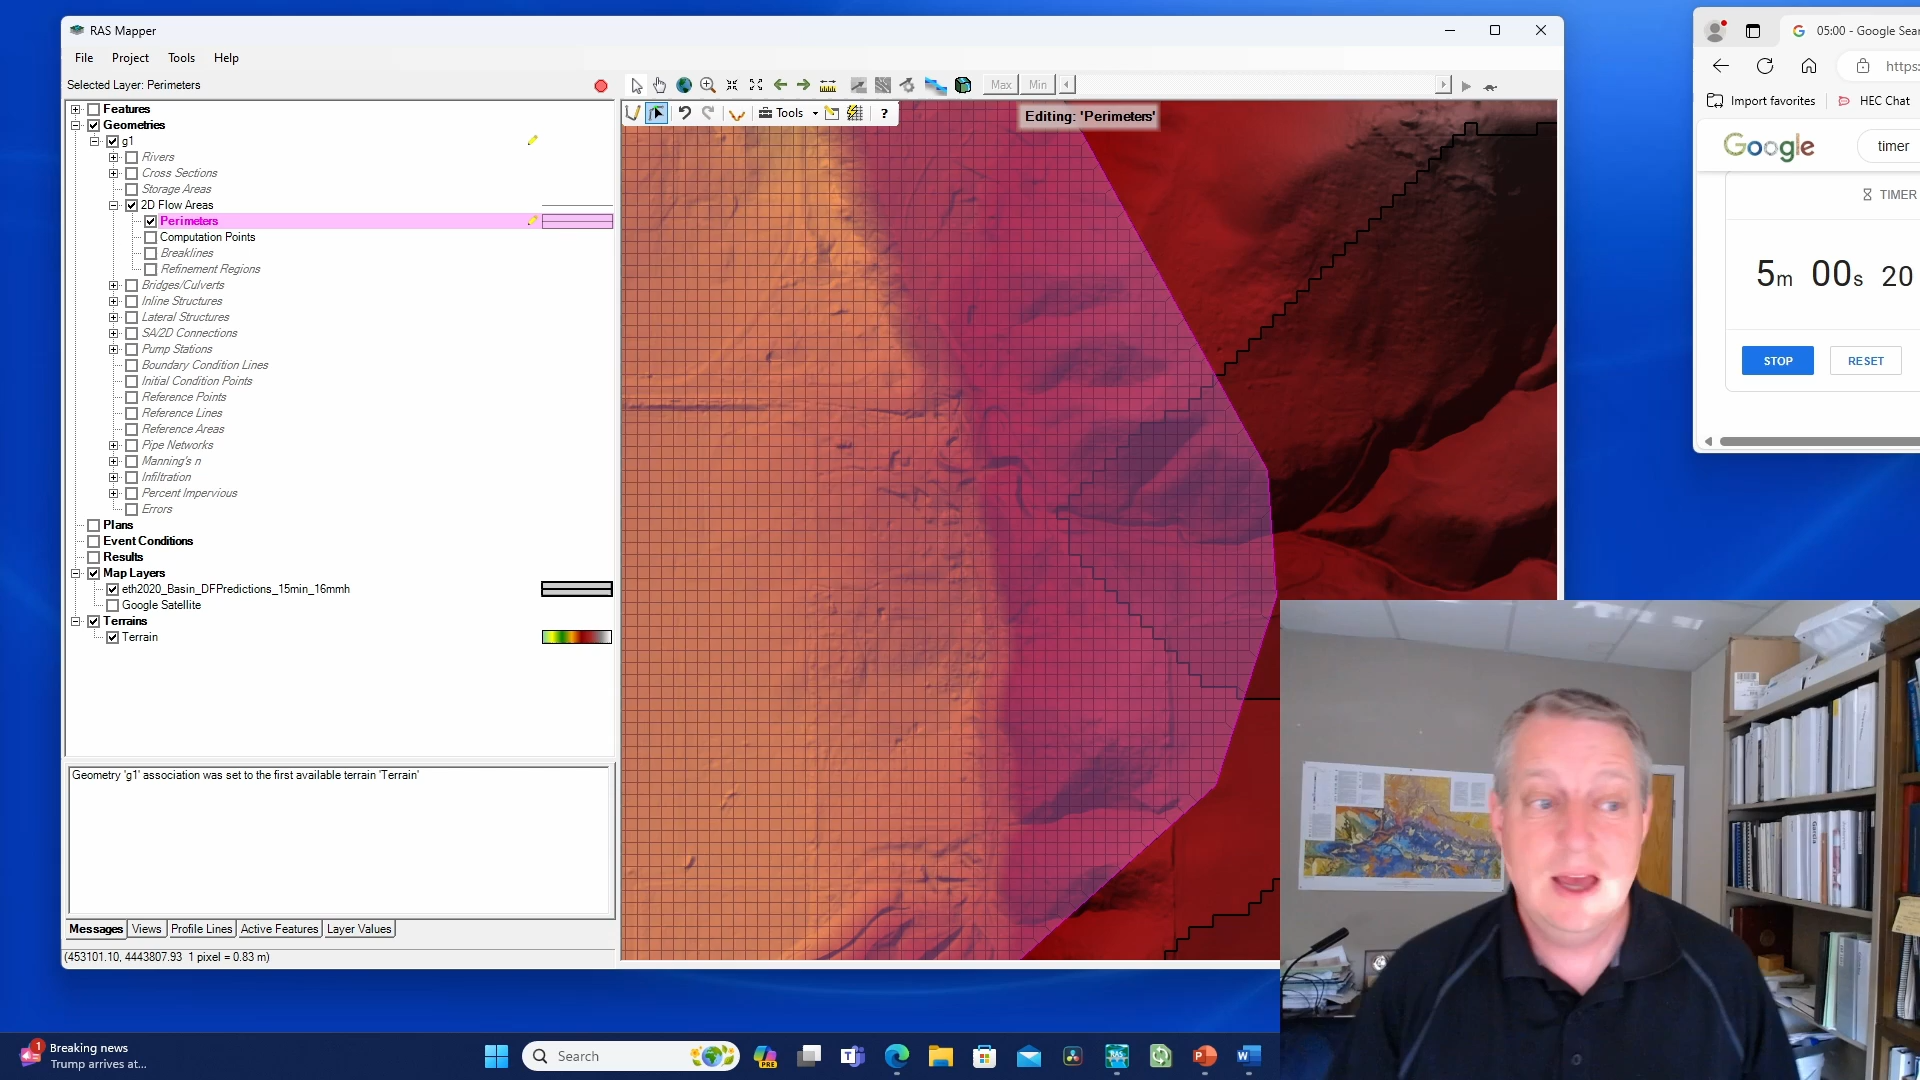 RAS Mapper
File Project Tools Help
Selected Layer: Perimeters
Max Min
Tools ?
Editing: 'Perimeters'
Features
Geometries
g1
Rivers
Cross Sections
Storage Areas
2D Flow Areas
Perimeters
Computation Points
Breaklines
Refinement Regions
Bridges/Culverts
Inline Structures
Lateral Structures
SA/2D Connections
Pump Stations
Boundary Condition Lines
Initial Condition Points
Reference Points
Reference Lines
Reference Areas
Pipe Networks
Manning's n
Infiltration
Percent Impervious
Errors
Plans
Event Conditions
Results
Map Layers
eth2020_Basin_DFPredictions_15min_16mmh
Google Satellite
Terrains
Terrain
Geometry 'g1' association was set to the first available terrain 'Terrain'
Messages Views Profile Lines Active Features Layer Values
(453101.10, 4443807.93 1 pixel = 0.83 m)
05:00 - Google Sear
https:
Import favorites HEC Chat
Google timer
TIMER
5m 00s 20
STOP RESET
1 Breaking news
Trump arrives at...
Search
PRE
RAS